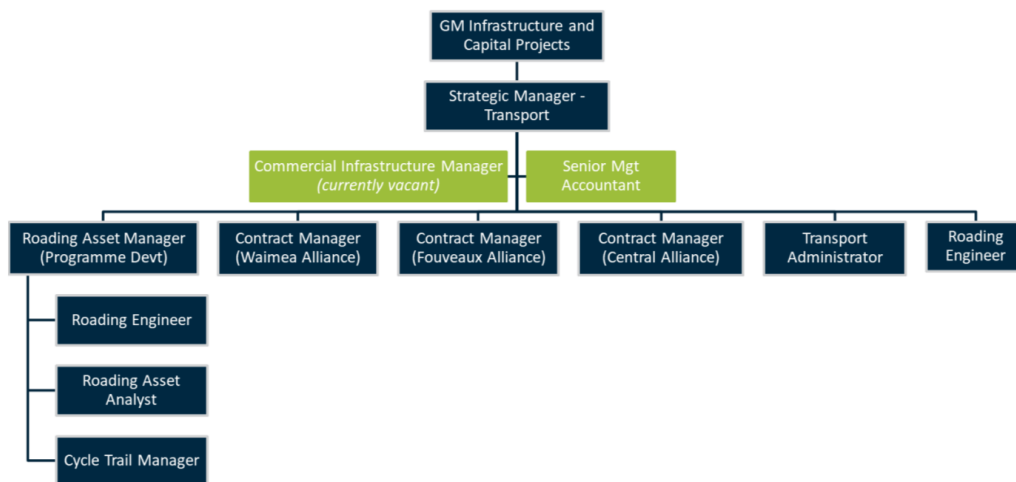 GM Infrastructure and
Capital Projects
Strategic Manager -
Transport
Commercial Infrastructure Manager
(currently vacant)
Senior Mgt
Accountant
Roading Asset Manager
(Programme Devt)
Contract Manager
(Waimea Alliance)
Contract Manager
(Fouveaux Alliance)
Contract Manager
(Central Alliance)
Transport
Administrator
Roading
Engineer
Roading Engineer
Roading Asset
Analyst
Cycle Trail Manager